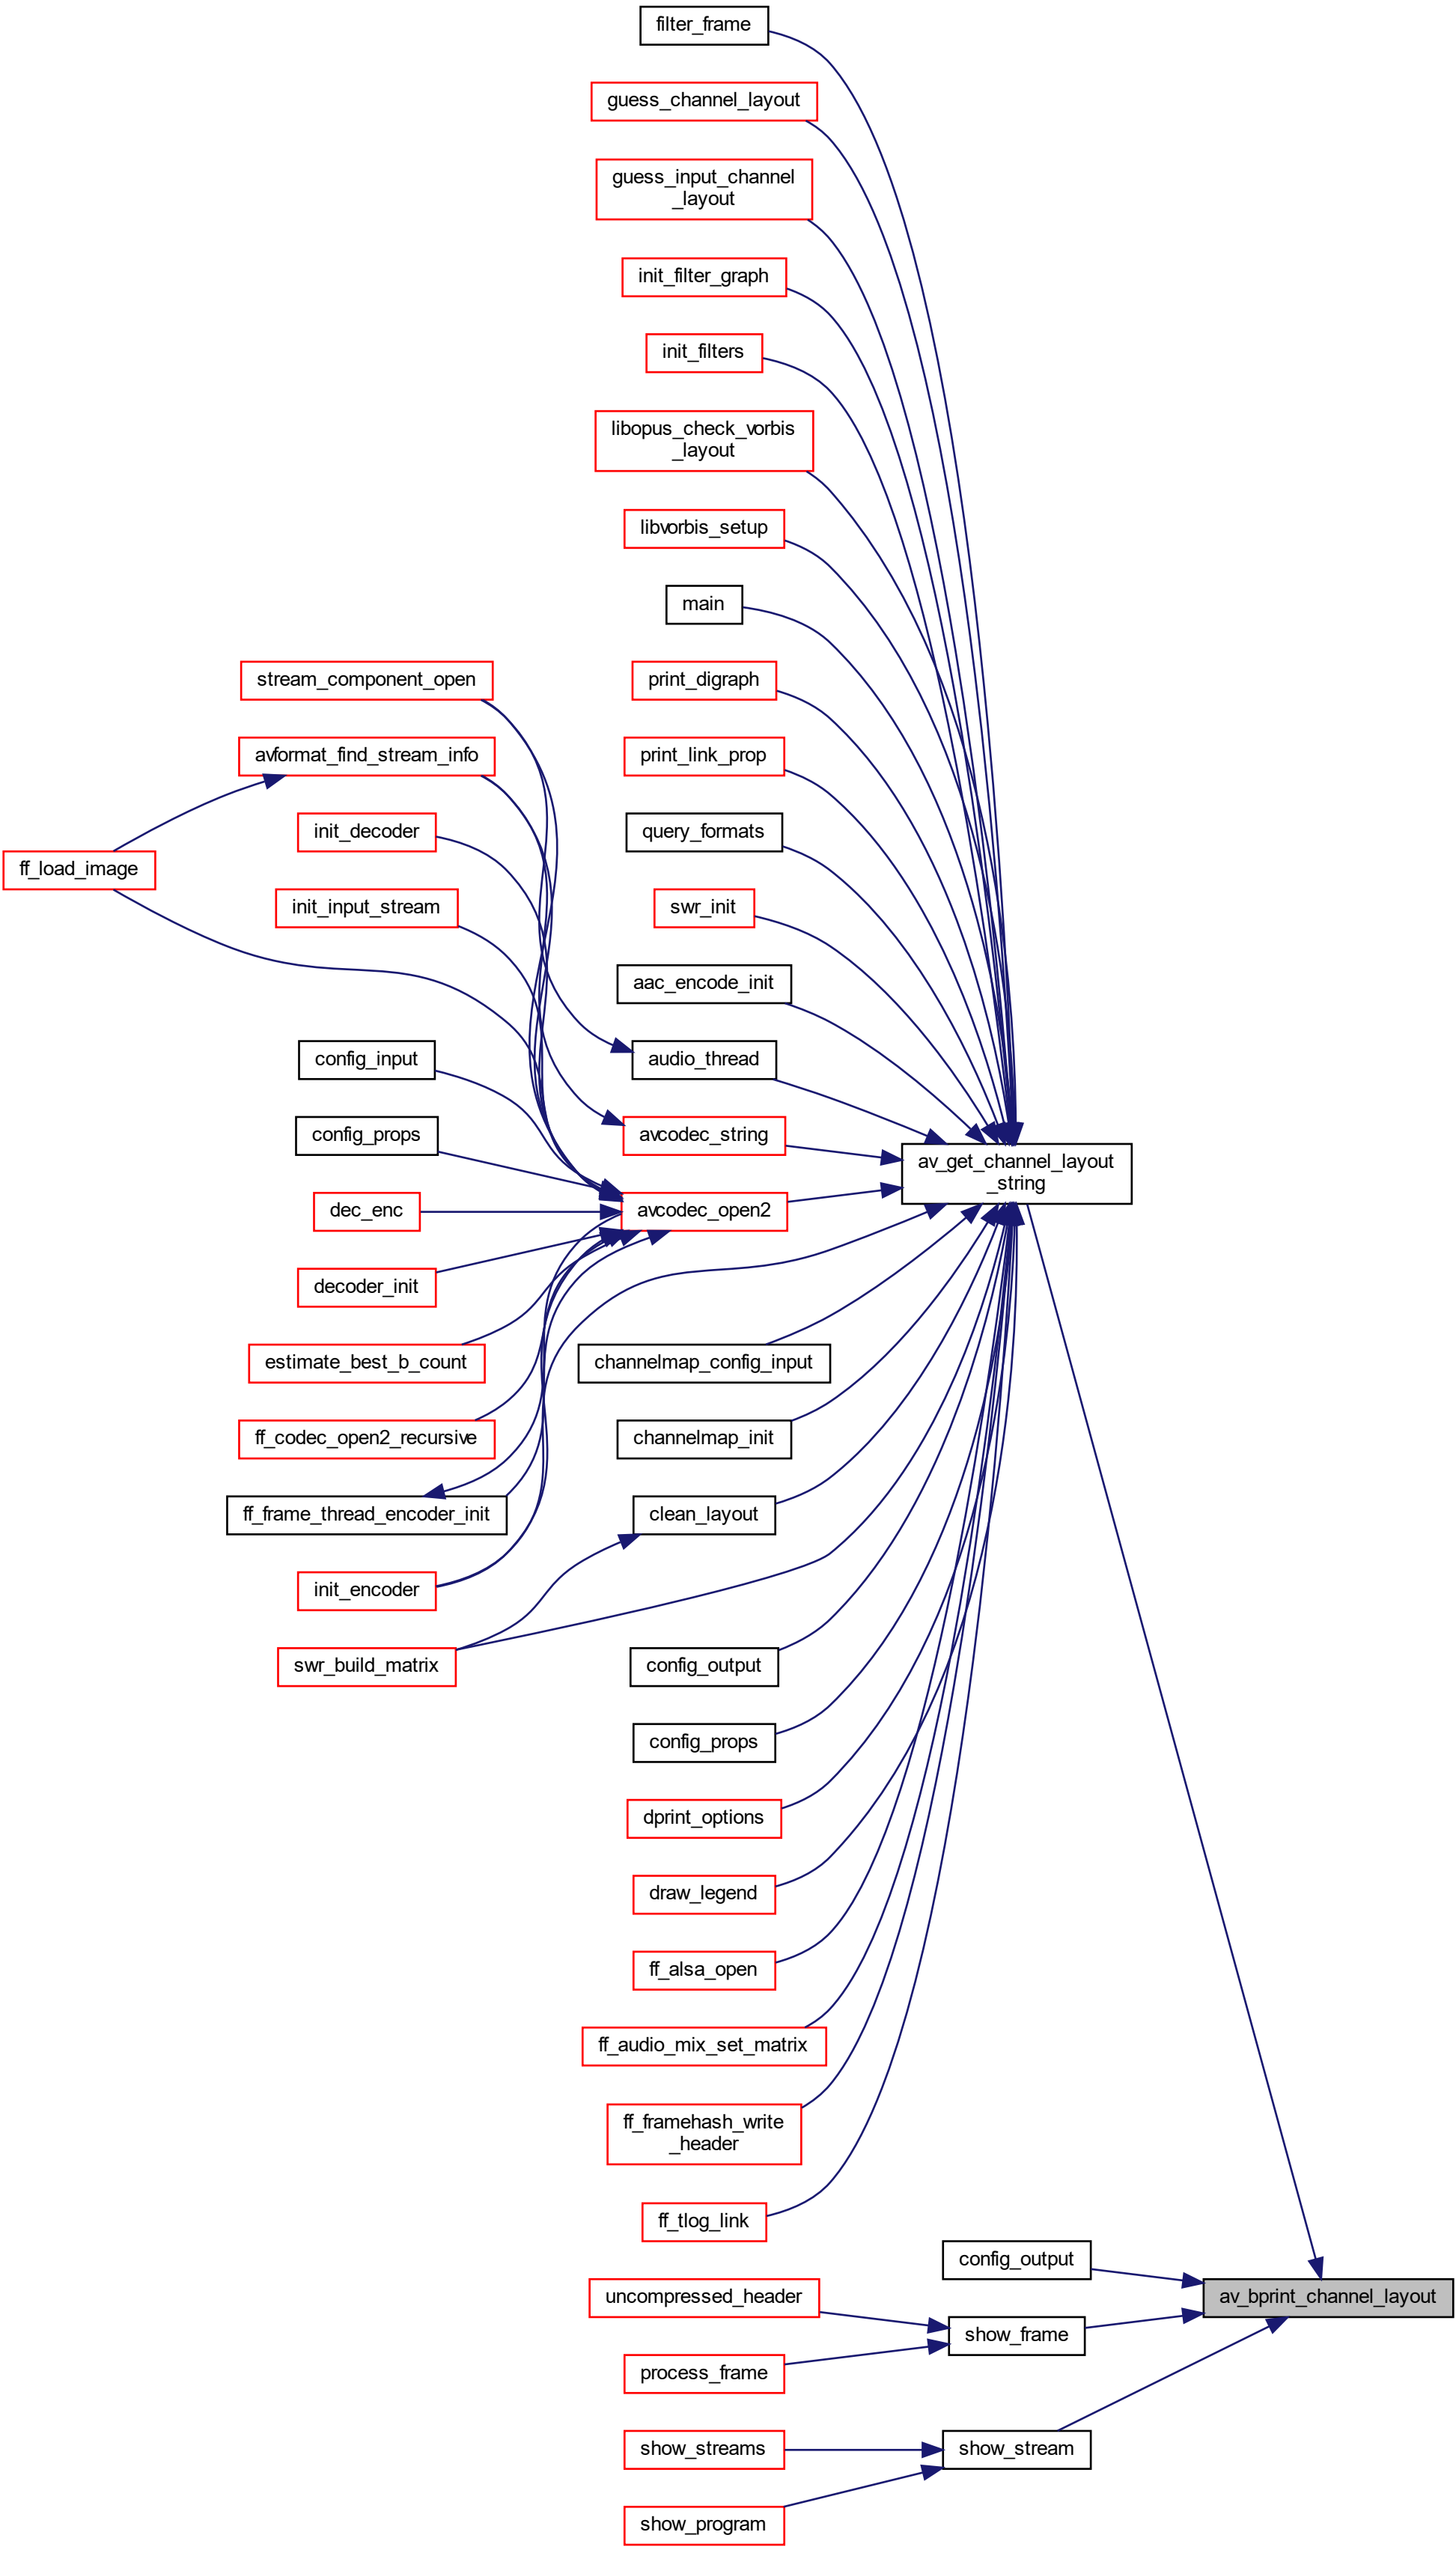 filter_frame
guess_channel_layout
guess_input_channel
_layout
init_filter_graph
init_filters
libopus_check_vorbis
_layout
libvorbis_setup
main
print_digraph
print_link_prop
query_formats
swr_init
aac_encode_init
audio_thread
avcodec_string
avcodec_open2
channelmap_config_input
channelmap_init
clean_layout
config_output
config_props
dprint_options
draw_legend
ff_alsa_open
ff_audio_mix_set_matrix
ff_framehash_write
_header
ff_tlog_link
stream_component_open
avformat_find_stream_info
init_decoder
ff_load_image
init_input_stream
config_input
config_props
dec_enc
decoder_init
estimate_best_b_count
ff_codec_open2_recursive
ff_frame_thread_encoder_init
init_encoder
swr_build_matrix
av_get_channel_layout
_string
config_output
av_bprint_channel_layout
uncompressed_header
show_frame
process_frame
show_streams
show_stream
show_program